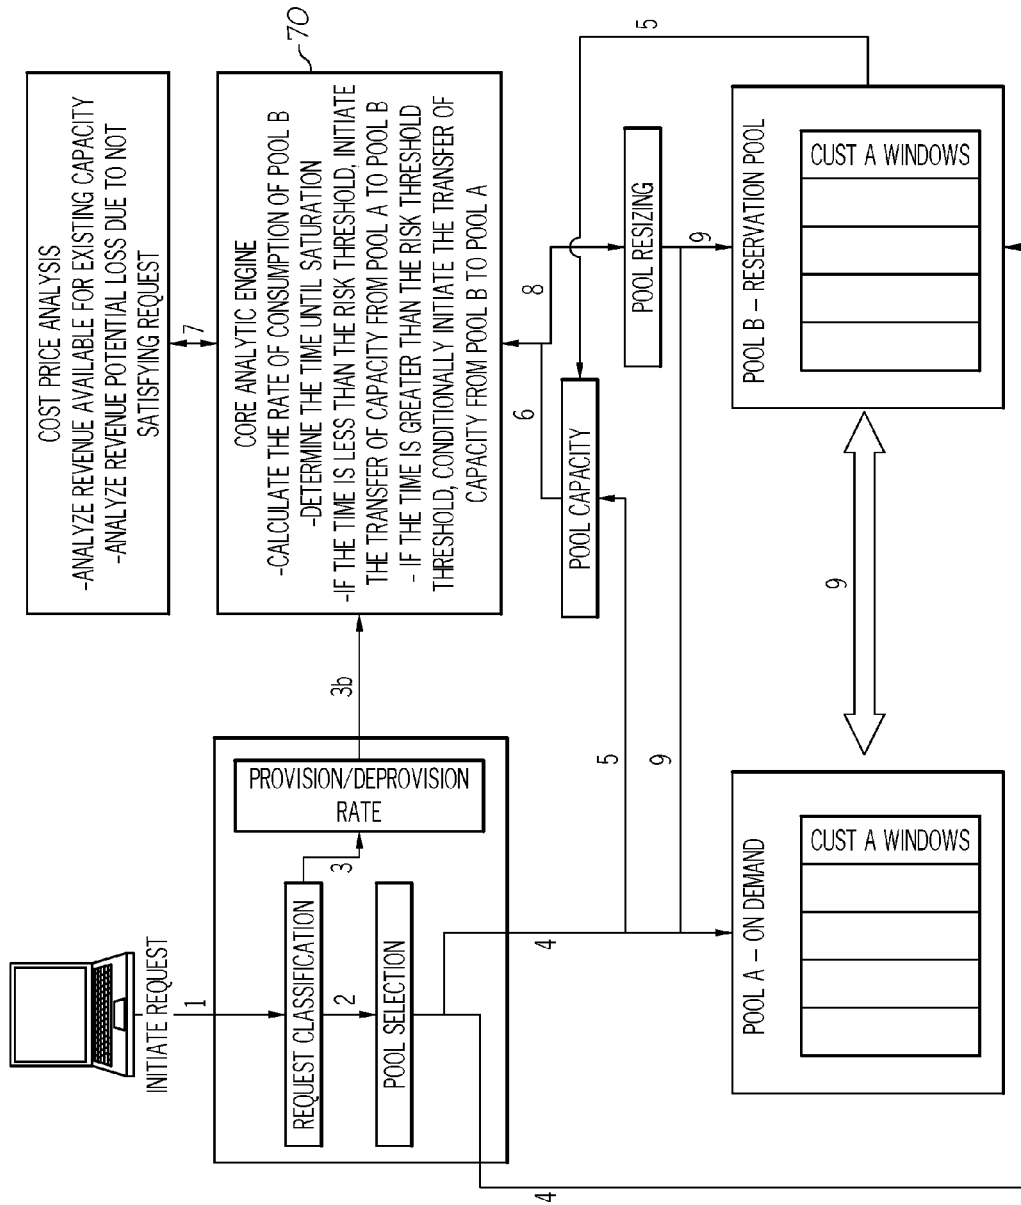 INITIATE REQUEST
1
REQUEST CLASSIFICATION
2
3
POOL SELECTION
PROVISION/DEPROVISION
RATE
3b
4
4
COST PRICE ANALYSIS
-ANALYZE REVENUE AVAILABLE FOR EXISTING CAPACITY
-ANALYZE REVENUE POTENTIAL LOSS DUE TO NOT
SATISFYING REQUEST
7
70
CORE ANALYTIC ENGINE
-CALCULATE THE RATE OF CONSUMPTION OF POOL B
-DETERMINE THE TIME UNTIL SATURATION
-IF THE TIME IS LESS THAN THE RISK THRESHOLD, INITIATE
THE TRANSFER OF CAPACITY FROM POOL A TO POOL B
- IF THE TIME IS GREATER THAN THE RISK THRESHOLD
THRESHOLD, CONDITIONALLY INITIATE THE TRANSFER OF
CAPACITY FROM POOL B TO POOL A
6
8
POOL CAPACITY
POOL RESIZING
5
5
9
9
9
POOL A – ON DEMAND
CUST A WINDOWS
POOL B – RESERVATION POOL
CUST A WINDOWS